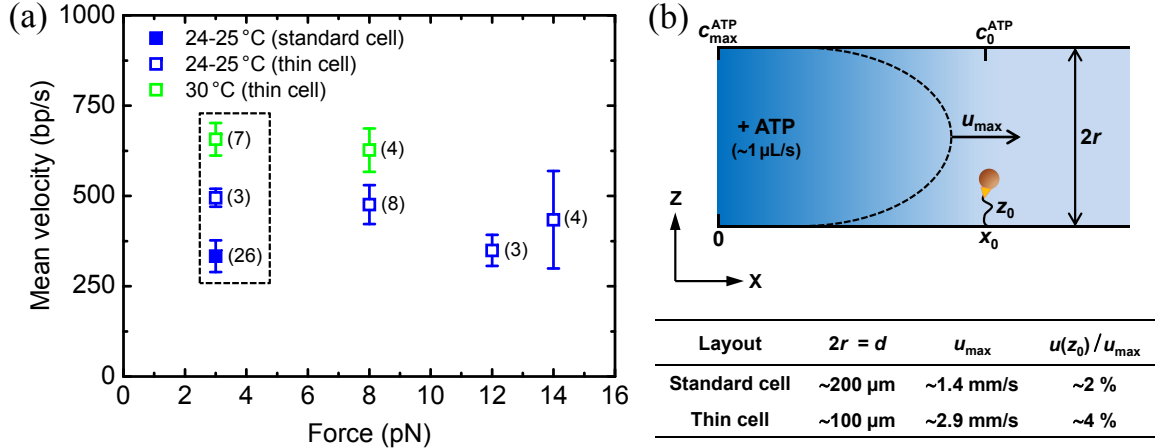 (a)
24-25 °C (standard cell)
24-25 °C (thin cell)
30 °C (thin cell)
Mean velocity (bp/s)
1000
750
500
250
0
(7)
(3)
(26)
(4)
(8)
(3)
(4)
0 2 4 6 8 10 12 14 16
Force (pN)
(b)
c_max^ATP
c_0^ATP
+ ATP
(~1 µL/s)
u_max
2r
z_0
Z
0
x_0
X
Layout 2r = d u_max u(z_0) / u_max
Standard cell ~200 µm ~1.4 mm/s ~2 %
Thin cell ~100 µm ~2.9 mm/s ~4 %